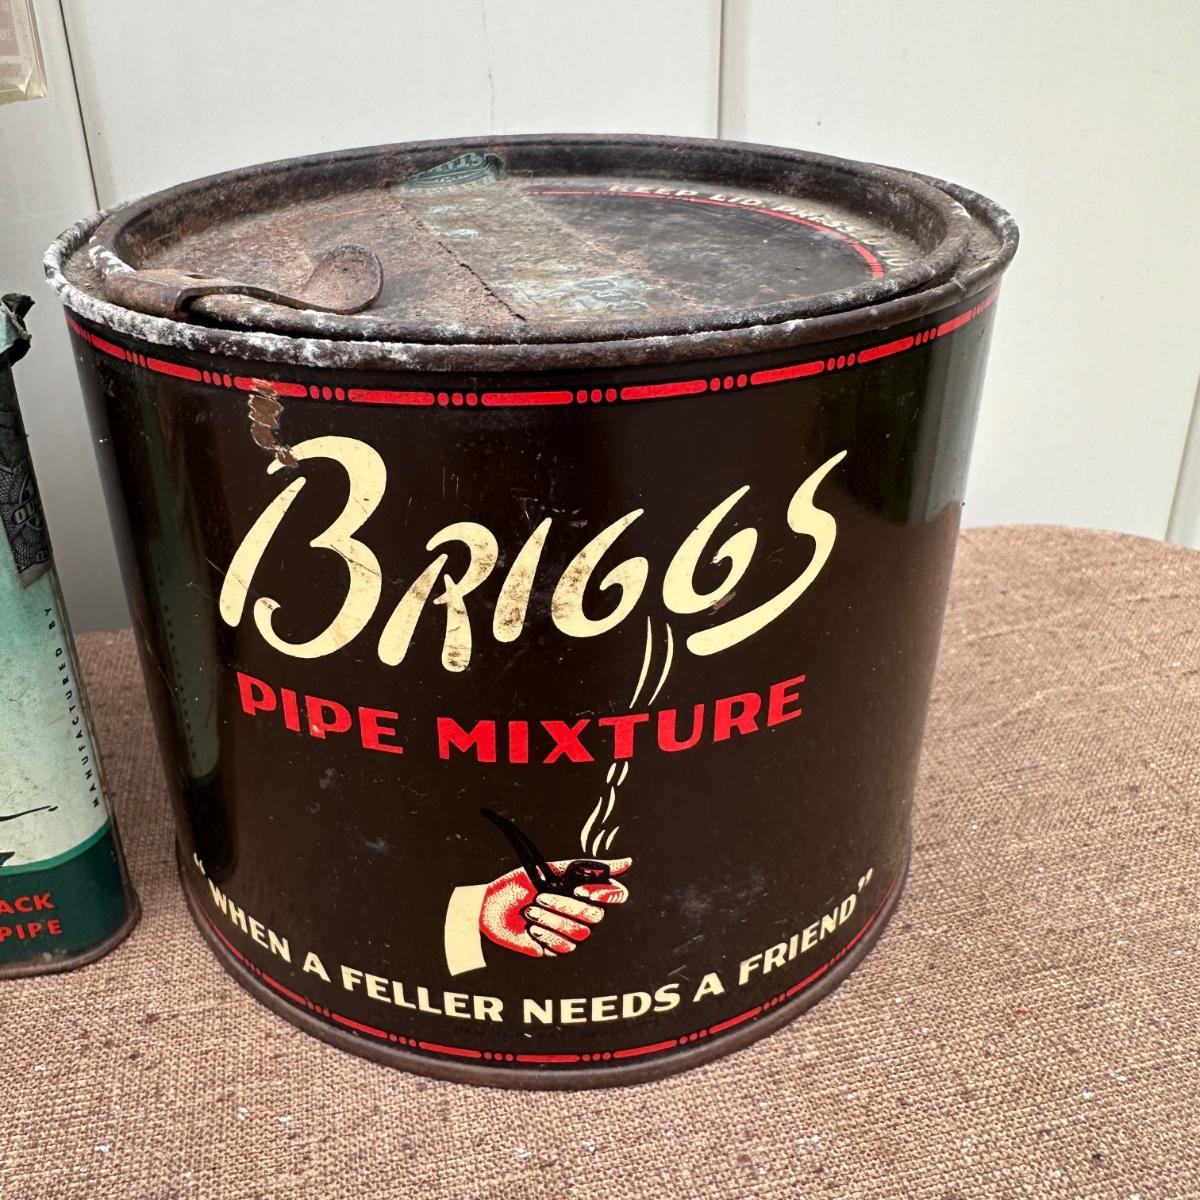 KEEP LID PRESSED
BRIGGS
PIPE MIXTURE
"WHEN A FELLER NEEDS A FRIEND"
MANUFACTURED BY
ACK
PIPE